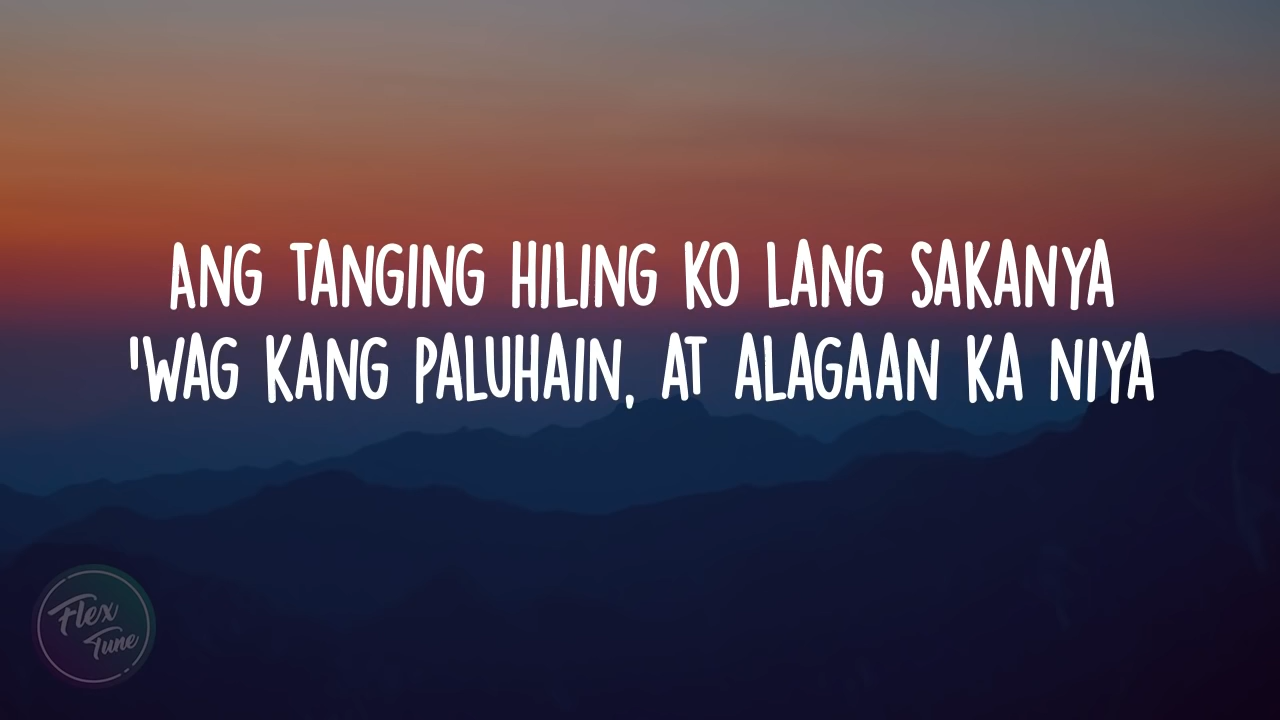 ANG TANGING HILING KO LANG SAKANYA
'WAG KANG PALUHAIN, AT ALAGAAN KA NIYA
Flex
Tune